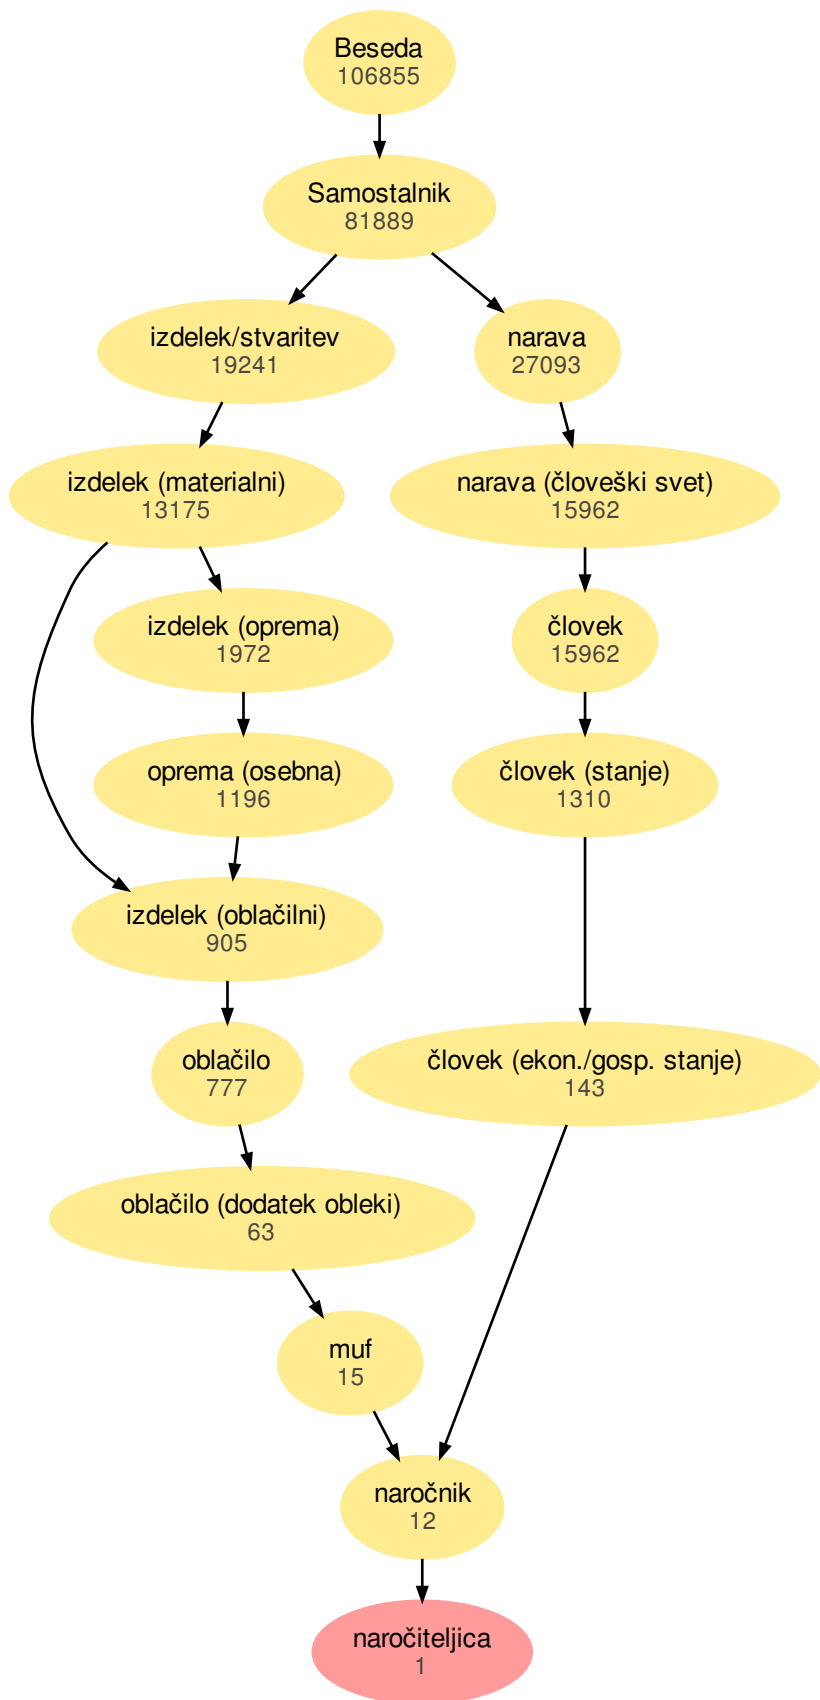 Beseda
106855
Samostalnik
81889
izdelek/stvaritev
19241
narava
27093
izdelek (materialni)
13175
narava (človeški svet)
15962
izdelek (oprema)
1972
človek
15962
oprema (osebna)
1196
človek (stanje)
1310
izdelek (oblačilni)
905
oblačilo
777
človek (ekon./gosp. stanje)
143
oblačilo (dodatek obleki)
63
muf
15
naročnik
12
naročiteljica
1